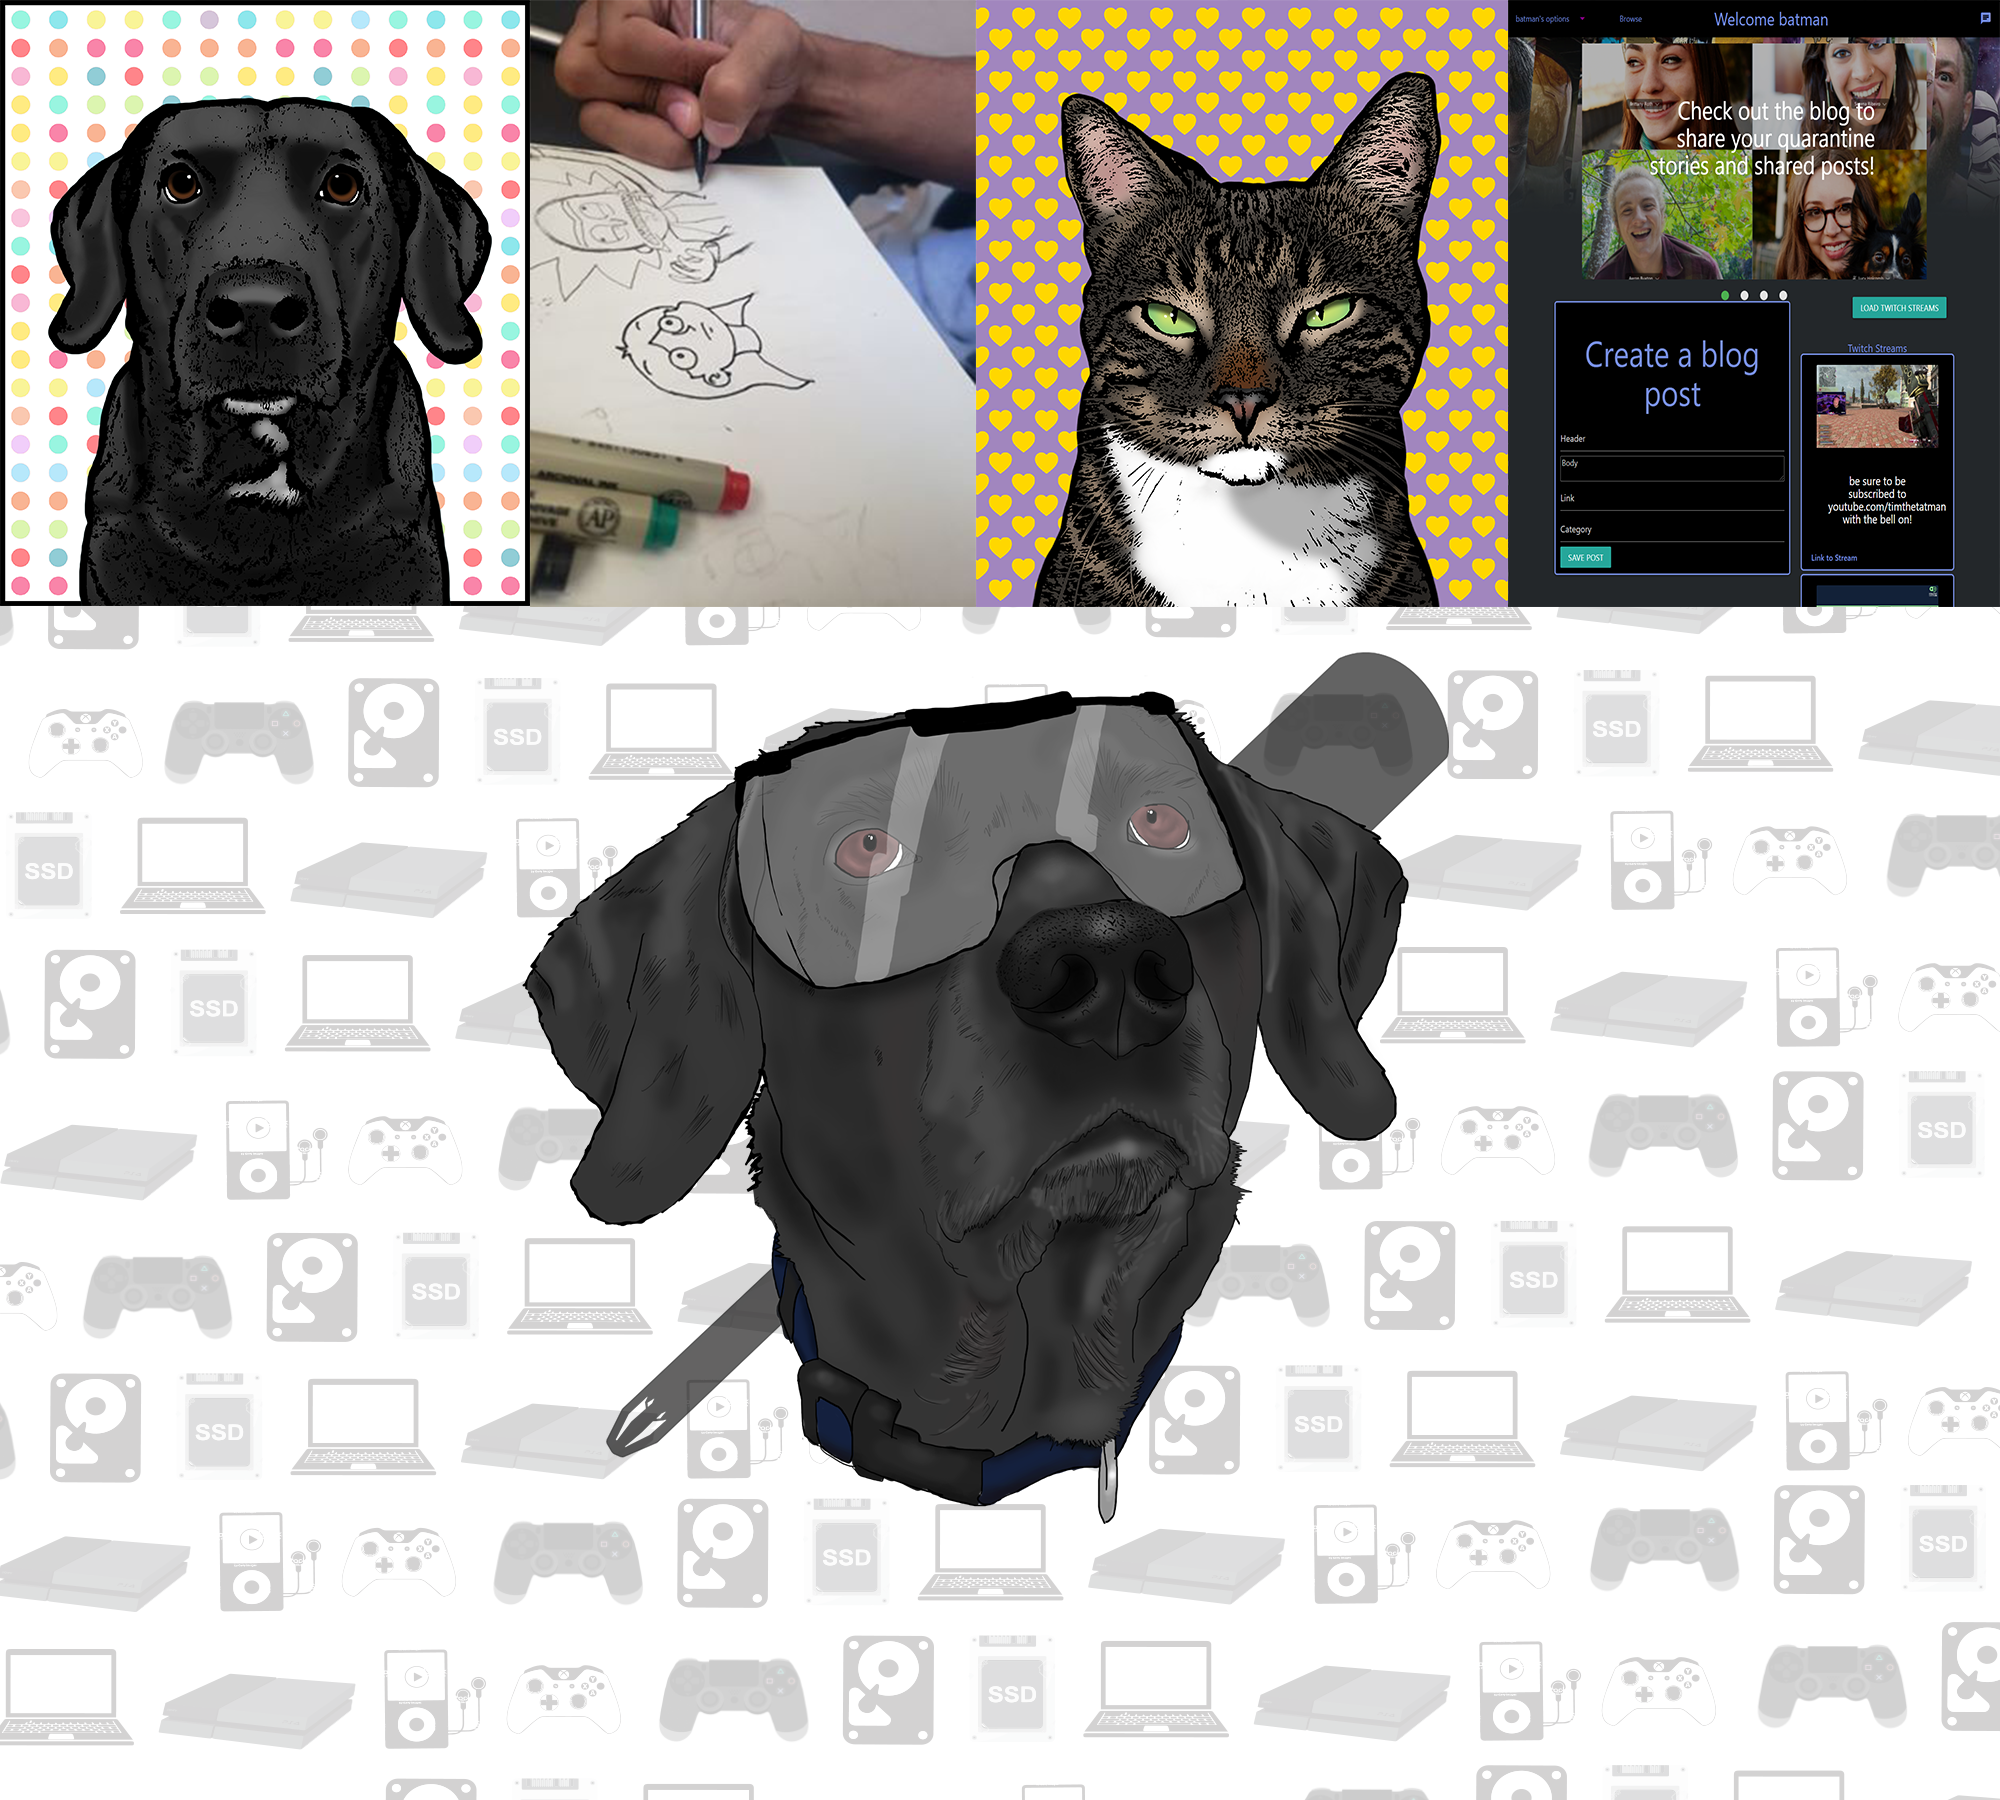 batman's options
Browse
Welcome batman
Check out the blog to
share your quarantine
stories and shared posts!
LOAD TWITCH STREAMS
Twitch Streams
Create a blog
post
Header
Body
Link
Category
SAVE POST
be sure to be
subscribed to
youtube.com/timthetatman
with the bell on!
Link to Stream
ARCHIVAL INK
AP
SSD
SSD
SSD
SSD
SSD
SSD
SSD
SSD
SSD
SSD
SSD
SSD
SSD